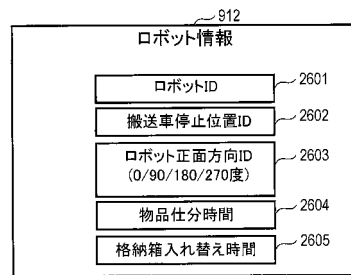 912
ロボット情報
ロボットID
2601
搬送車停止位置ID
2602
ロボット正面方向ID
(0/90/180/270度)
2603
物品仕分時間
2604
格納箱入れ替え時間
2605